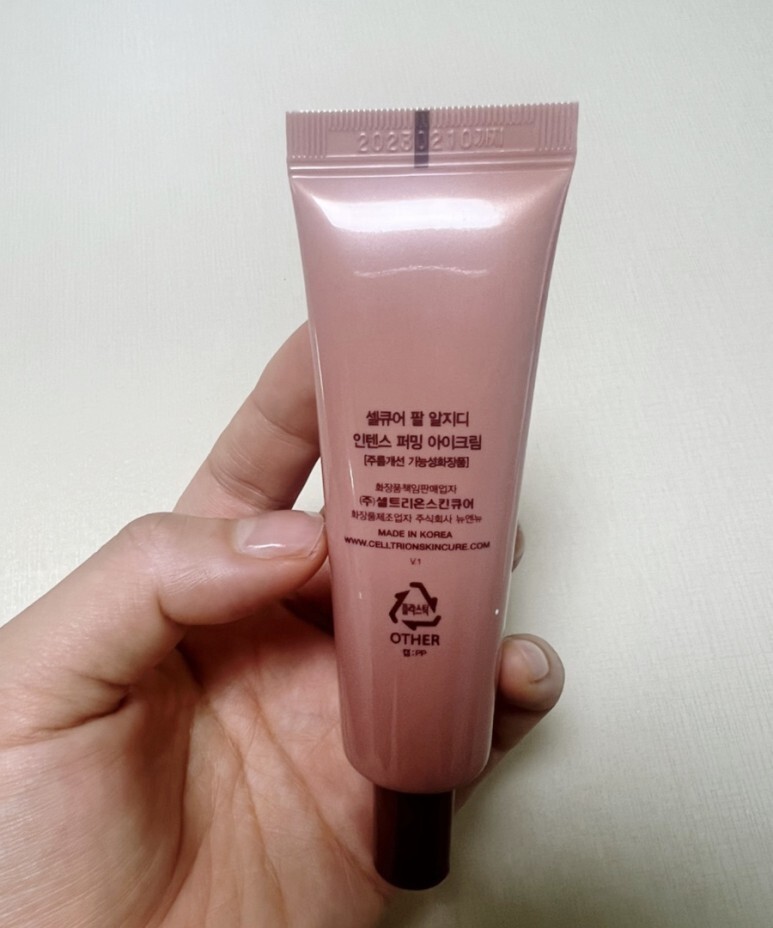 20230210까지
셀큐어 팔 알지디
인텐스 퍼밍 아이크림
[주름개선 기능성화장품]
화장품책임판매업자
(주)셀트리온스킨큐어
화장품제조업자 주식회사 뉴앤뉴
MADE IN KOREA
WWW.CELLTRIONSKINCURE.COM
V.1
플라스틱
OTHER
캡:PP